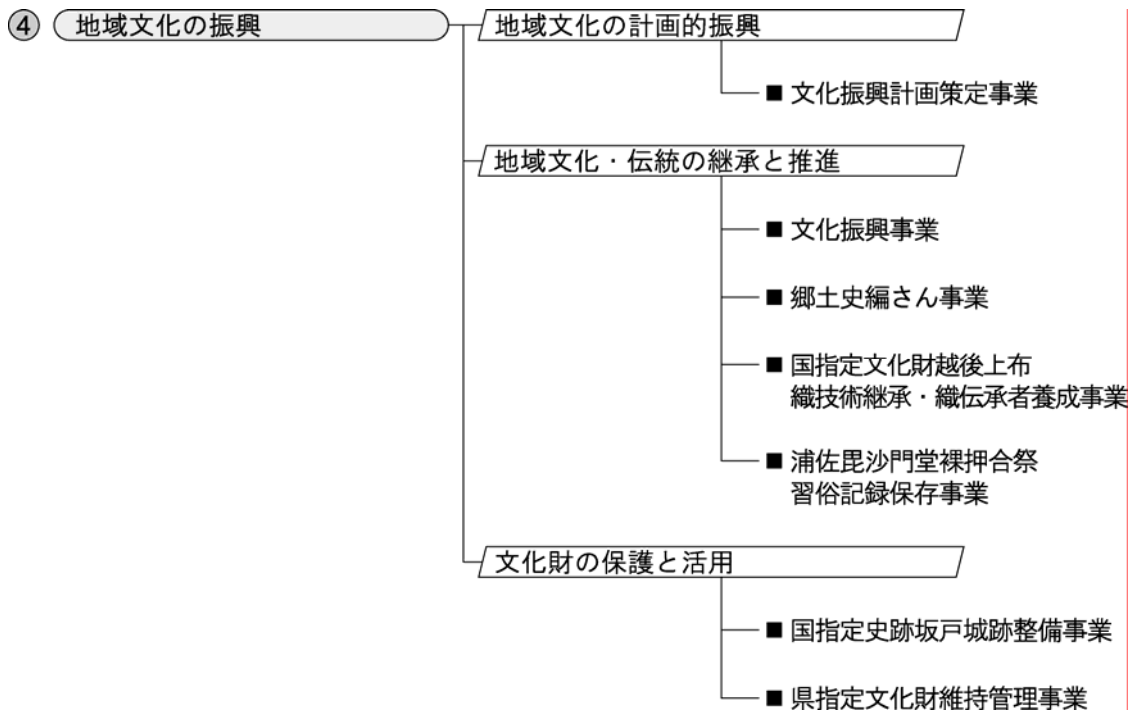 ④ 地域文化の振興
地域文化の計画的振興
■ 文化振興計画策定事業
地域文化・伝統の継承と推進
■ 文化振興事業
■ 郷土史編さん事業
■ 国指定文化財越後上布
織技術継承・織伝承者養成事業
■ 浦佐毘沙門堂裸押合祭
習俗記録保存事業
文化財の保護と活用
■ 国指定史跡坂戸城跡整備事業
■ 県指定文化財維持管理事業